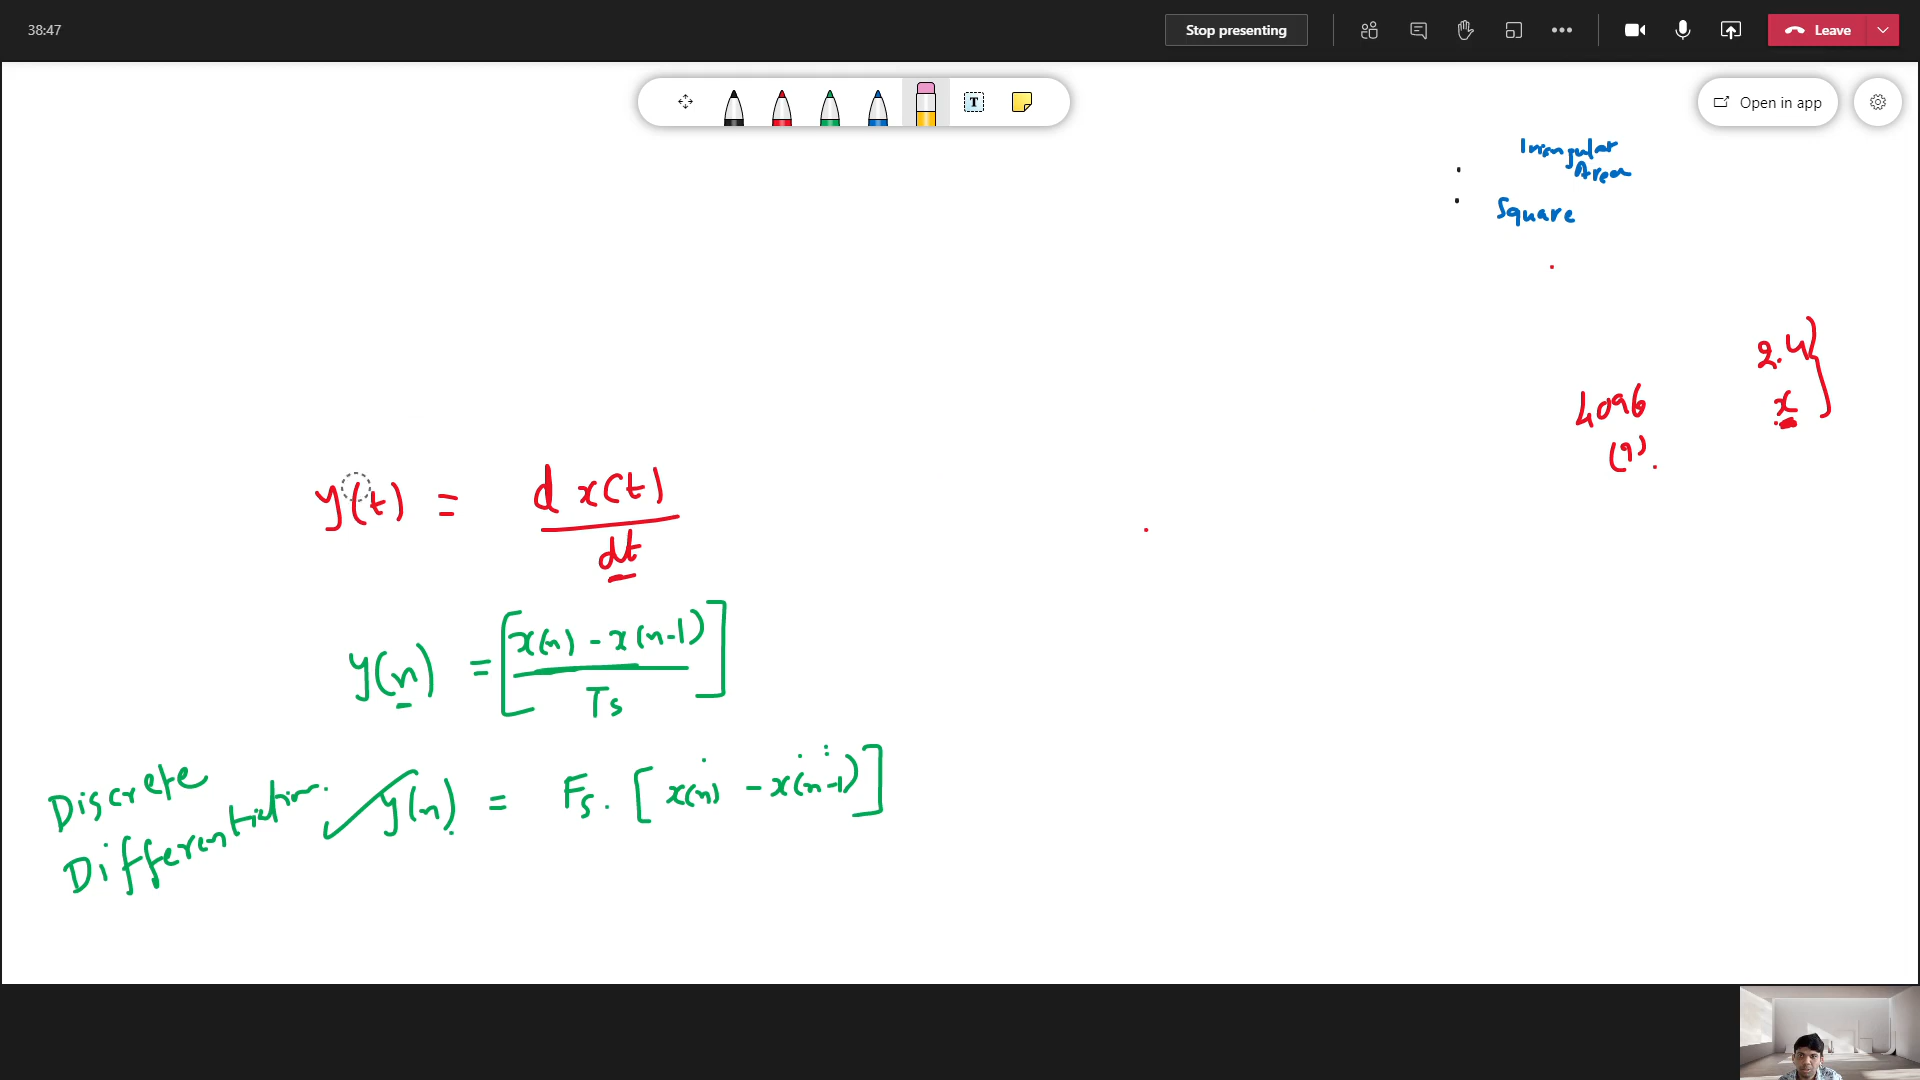 38:47
Stop presenting
Leave
T
Open in app
Area
Square
2.4
x
4096
(9).
y(t) = d x(t)
dt
y(n) = [x(n) - x(n-1)]
Ts
Discrete
Differentiation.
y(n) = Fs. [x(n) - x(n-1)]